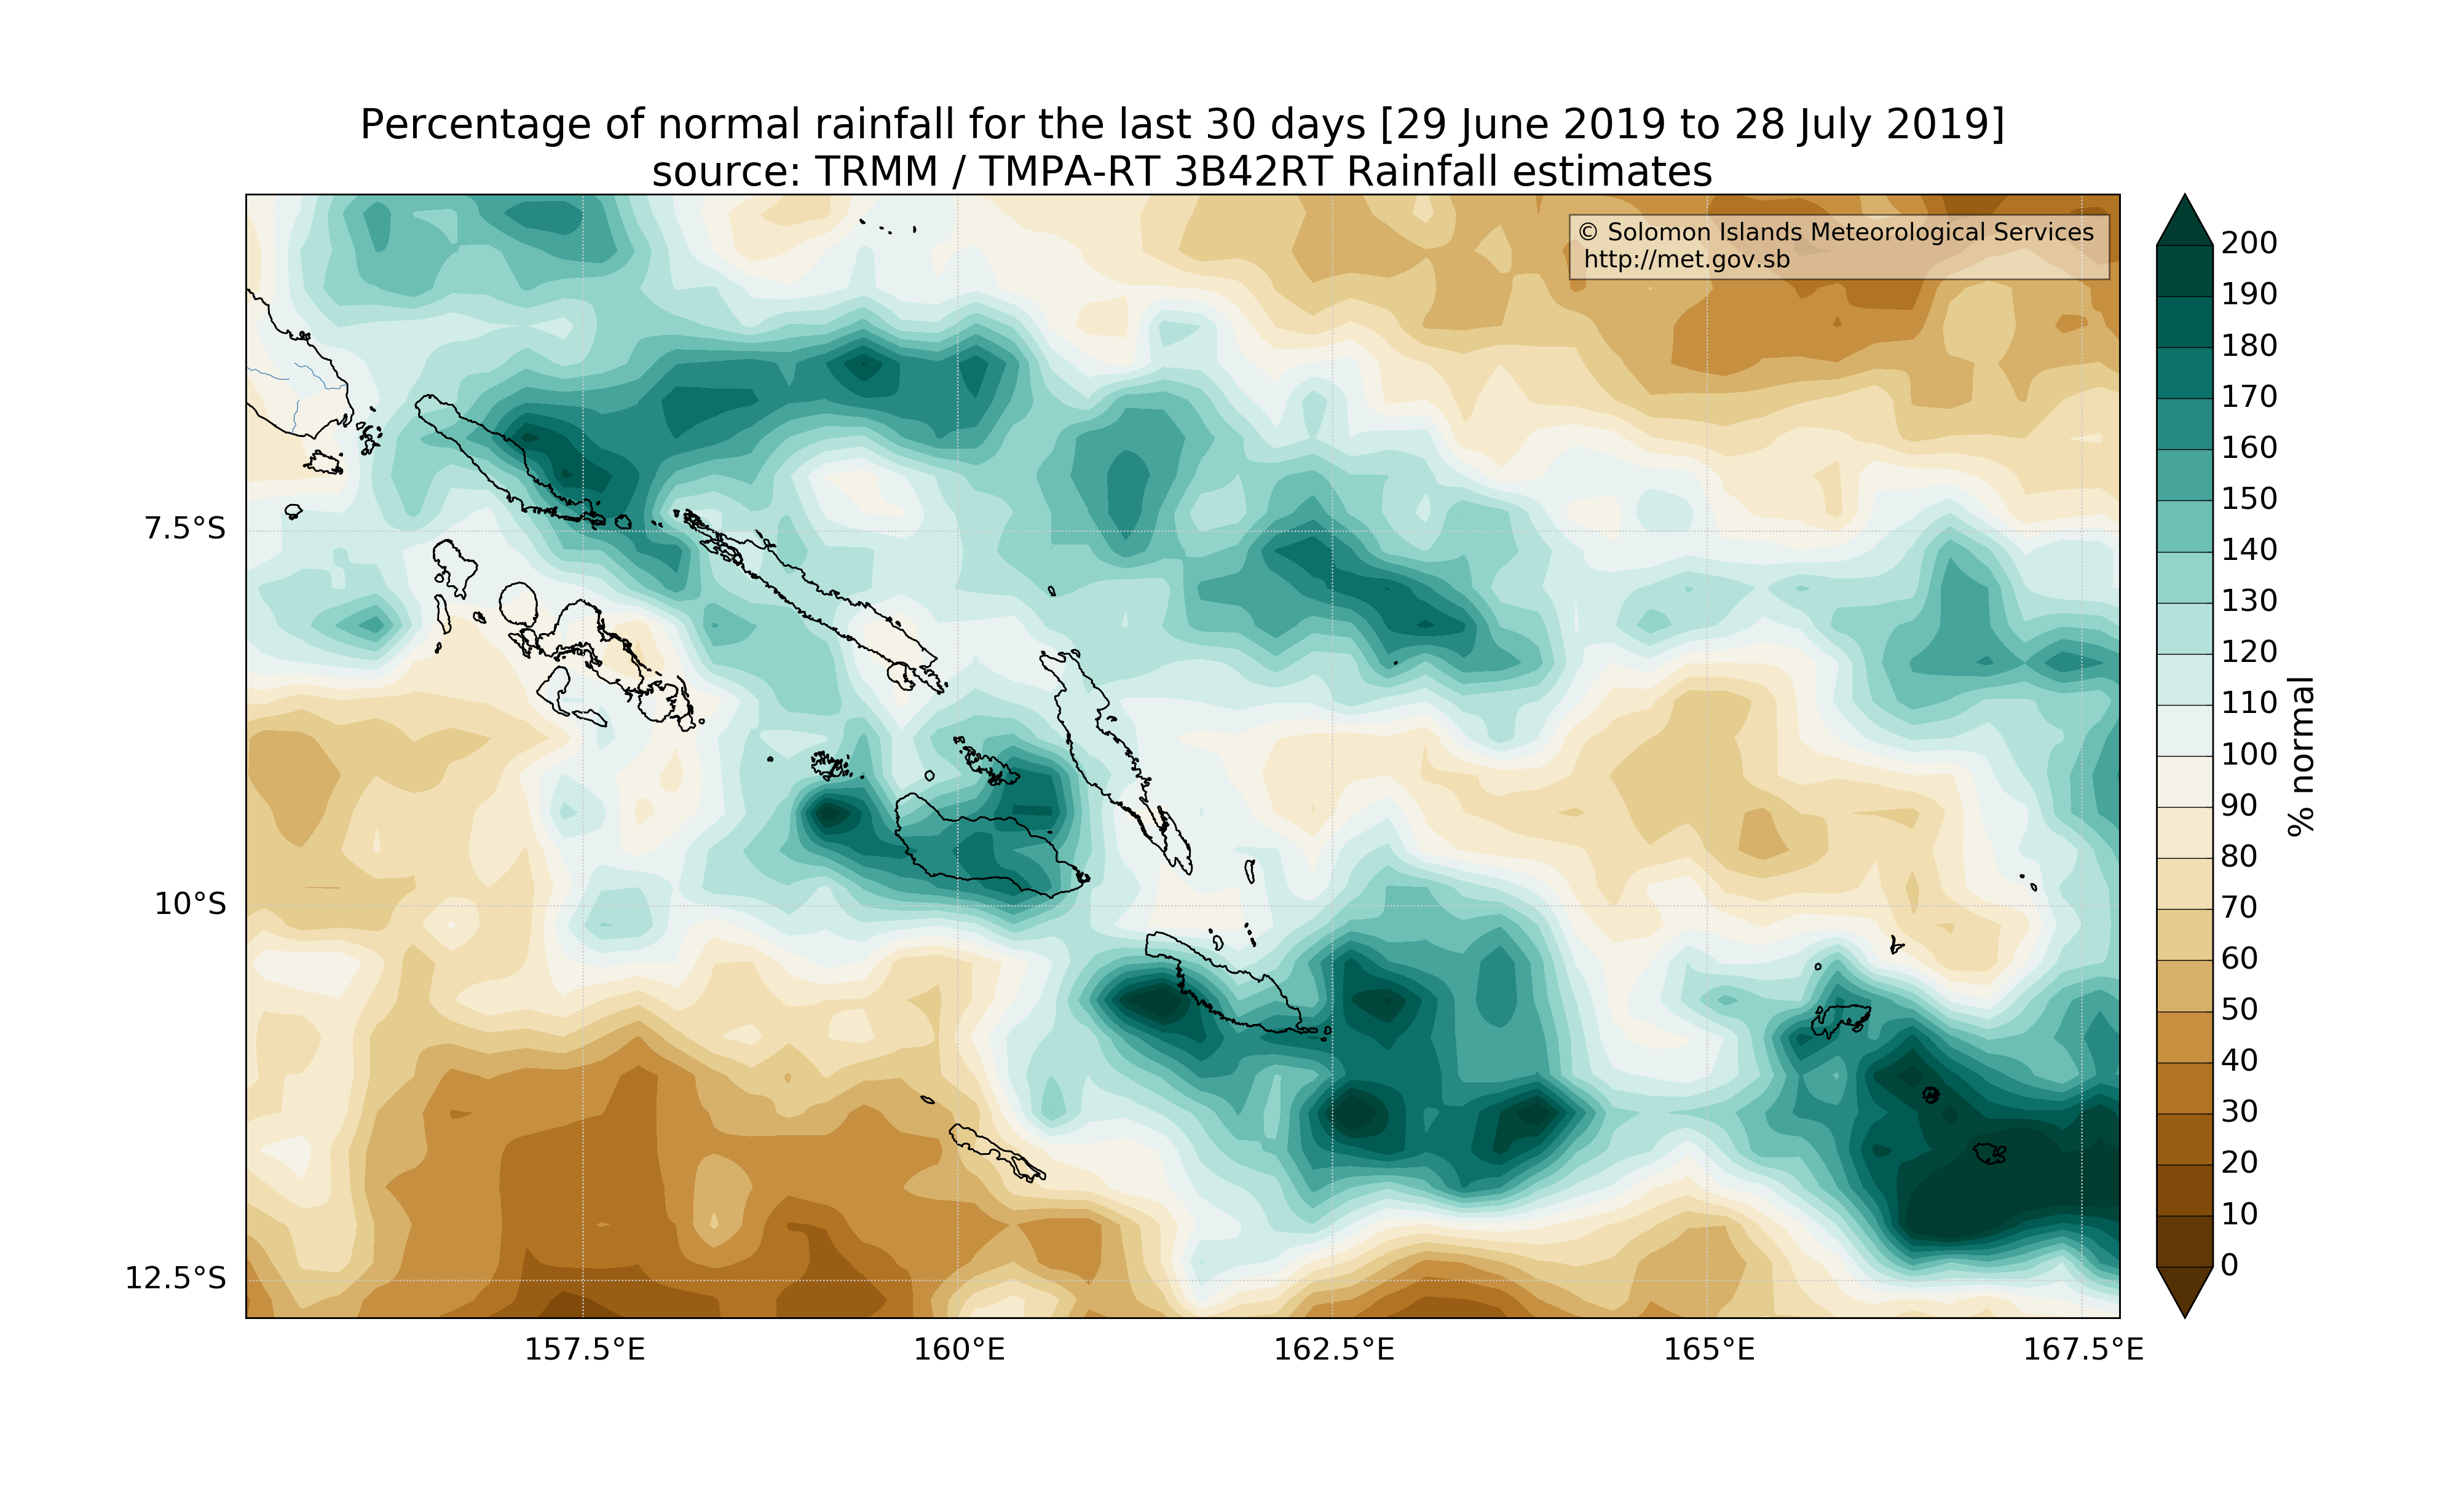 Percentage of normal rainfall for the last 30 days [29 June 2019 to 28 July 2019]
source: TRMM / TMPA-RT 3B42RT Rainfall estimates
© Solomon Islands Meteorological Services
http://met.gov.sb
7.5°S
10°S
12.5°S
157.5°E
160°E
162.5°E
165°E
167.5°E
200
190
180
170
160
150
140
130
120
110
100
90
80
70
60
50
40
30
20
10
0
% normal